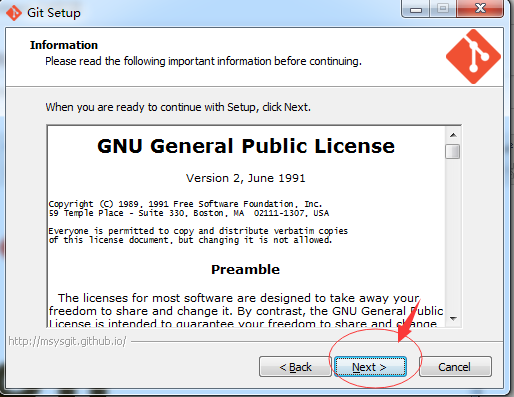 Git Setup
Information
Please read the following important information before continuing.
When you are ready to continue with Setup, click Next.
GNU General Public License
Version 2, June 1991
Copyright (C) 1989, 1991 Free Software Foundation, Inc.
59 Temple Place - Suite 330, Boston, MA  02111-1307, USA
Everyone is permitted to copy and distribute verbatim copies
of this license document, but changing it is not allowed.
Preamble
The licenses for most software are designed to take away your
freedom to share and change it. By contrast, the GNU General Public
License is intended to guarantee your freedom to share and change
http://msysgit.github.io/
< Back
Next >
Cancel